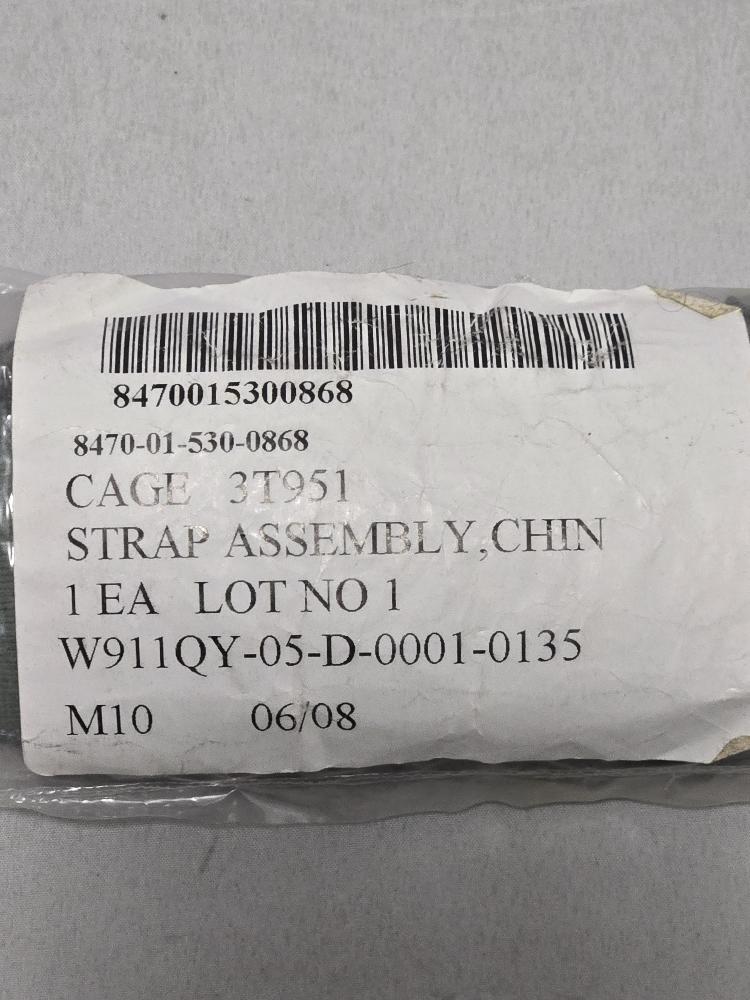 8470015300868
8470-01-530-0868
CAGE 3T951
STRAP ASSEMBLY,CHIN
1 EA LOT NO 1
W911QY-05-D-0001-0135
M10 06/08